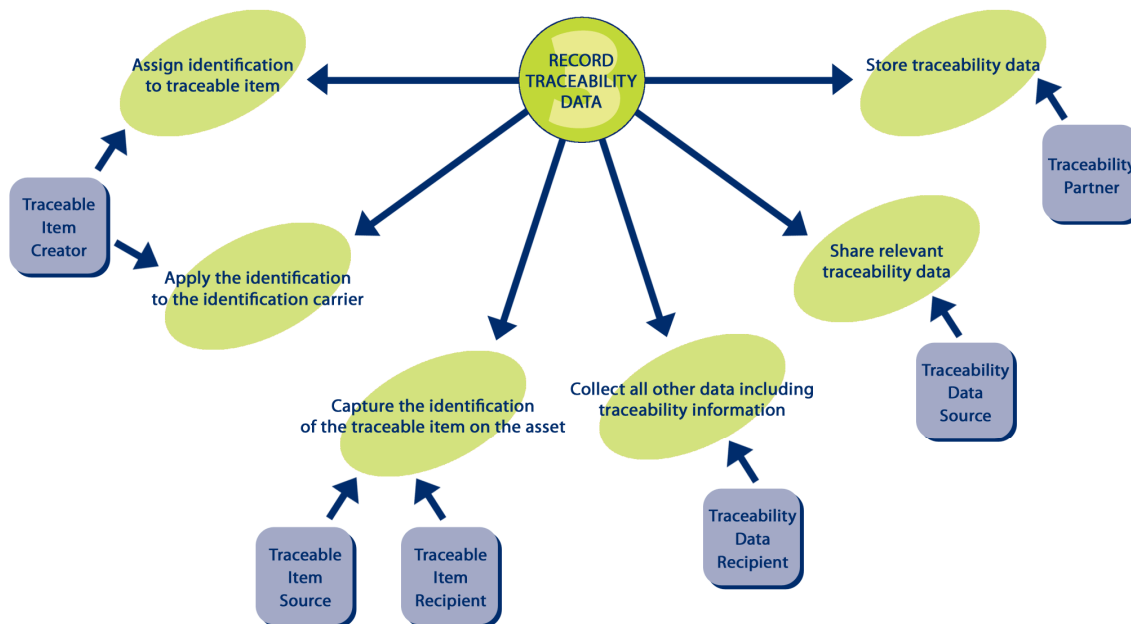 3
RECORD
TRACEABILITY
DATA
Assign identification
to traceable item
Store traceability data
Traceability
Partner
Traceable
Item
Creator
Apply the identification
to the identification carrier
Share relevant
traceability data
Traceability
Data
Source
Capture the identification
of the traceable item on the asset
Collect all other data including
traceability information
Traceable
Item
Source
Traceable
Item
Recipient
Traceability
Data
Recipient